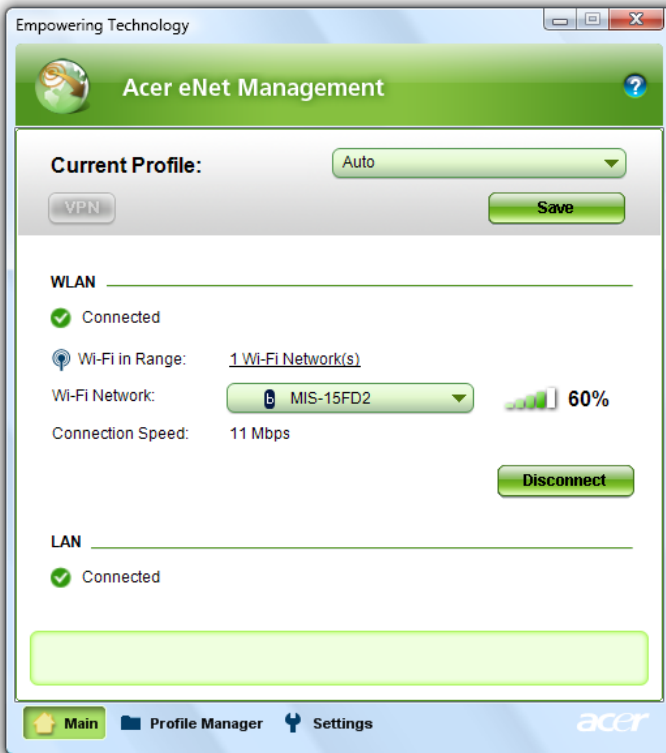 Empowering Technology
Acer eNet Management
?
Current Profile: Auto
VPN Save
WLAN
Connected
Wi-Fi in Range: 1 Wi-Fi Network(s)
Wi-Fi Network: b MIS-15FD2 60%
Connection Speed: 11 Mbps
Disconnect
LAN
Connected
Main Profile Manager Settings acer